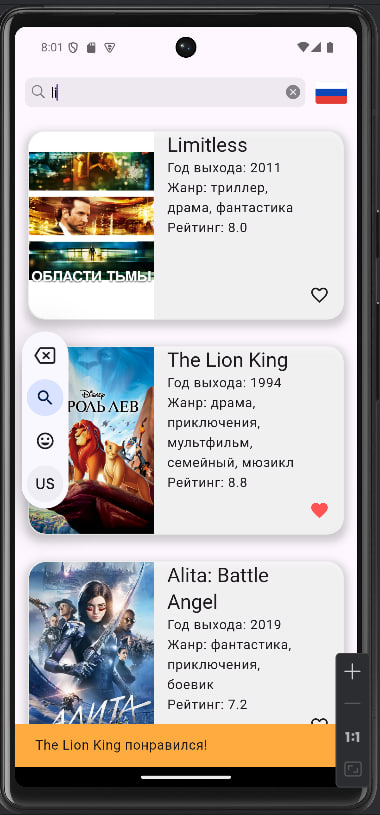 8:01
li
Limitless
Год выхода: 2011
Жанр: триллер,
драма, фантастика
Рейтинг: 8.0
ОБЛАСТИ ТЬМЫ
The Lion King
Год выхода: 1994
Жанр: драма,
приключения,
мультфильм,
семейный, мюзикл
Рейтинг: 8.8
Disney
РОЛЬ ЛЕВ
US
Alita: Battle
Angel
Год выхода: 2019
Жанр: фантастика,
приключения,
боевик
Рейтинг: 7.2
АЛИТА
The Lion King понравился!
1:1